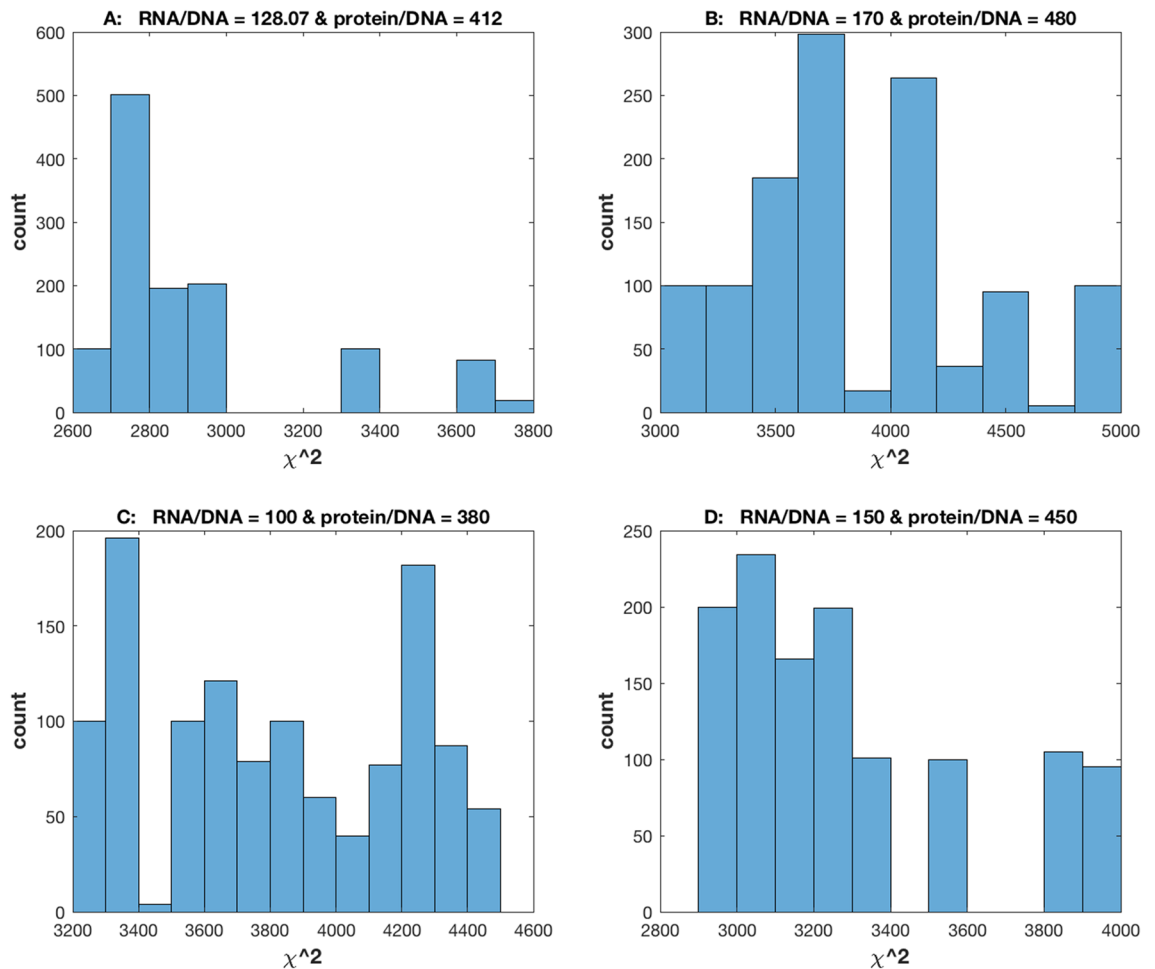 A: RNA/DNA = 128.07 & protein/DNA = 412
600
500
400
300
200
100
0
count
2600 2800 3000 3200 3400 3600 3800
χ^2
B: RNA/DNA = 170 & protein/DNA = 480
300
250
200
150
100
50
0
count
3000 3500 4000 4500 5000
χ^2
C: RNA/DNA = 100 & protein/DNA = 380
200
150
100
50
0
count
3200 3400 3600 3800 4000 4200 4400 4600
χ^2
D: RNA/DNA = 150 & protein/DNA = 450
250
200
150
100
50
0
count
2800 3000 3200 3400 3600 3800 4000
χ^2